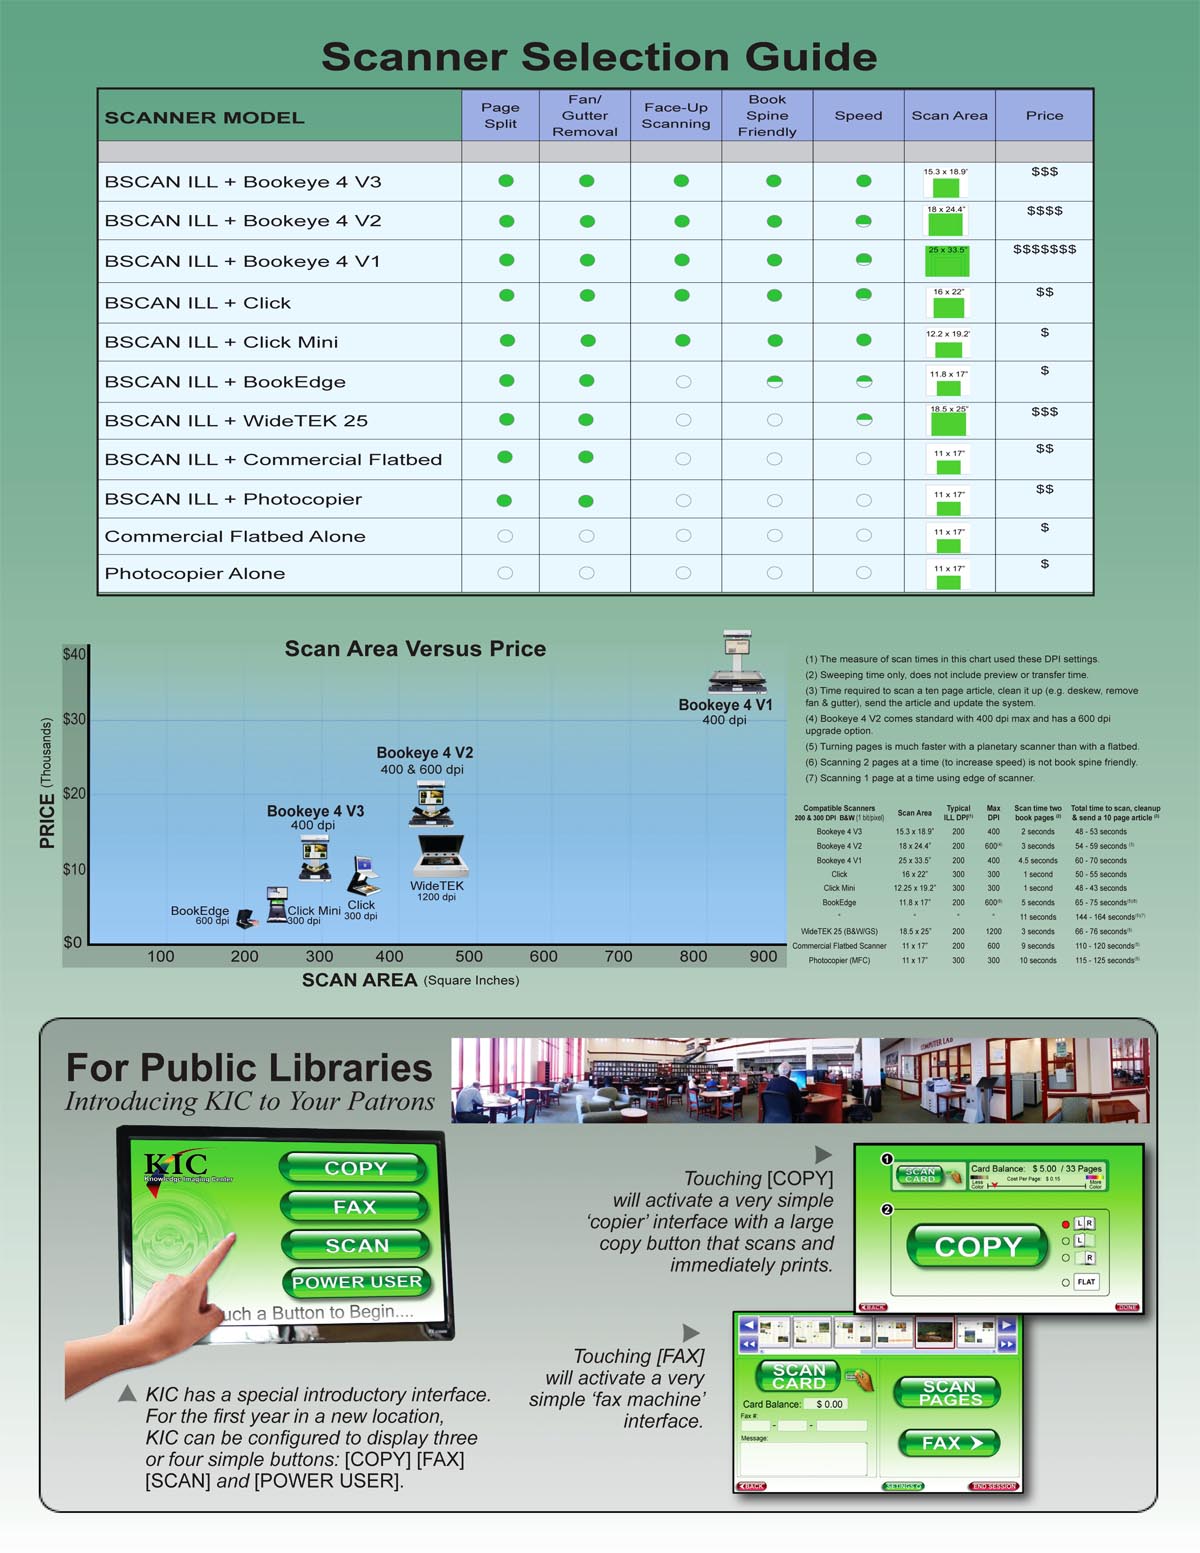 Scanner Selection Guide
SCANNER MODEL
Page Split
Fan/ Gutter Removal
Face-Up Scanning
Book Spine Friendly
Speed
Scan Area
Price
BSCAN ILL + Bookeye 4 V3 15.3 x 18.9" $$$
BSCAN ILL + Bookeye 4 V2 18 x 24.4" $$$$
BSCAN ILL + Bookeye 4 V1 25 x 33.5" $$$$$$$
BSCAN ILL + Click 16 x 22" $$
BSCAN ILL + Click Mini 12.2 x 19.2' $
BSCAN ILL + BookEdge 11.8 x 17" $
BSCAN ILL + WideTEK 25 18.5 x 25" $$$
BSCAN ILL + Commercial Flatbed 11 x 17" $$
BSCAN ILL + Photocopier 11 x 17" $$
Commercial Flatbed Alone 11 x 17" $
Photocopier Alone 11 x 17" $
Scan Area Versus Price
PRICE (Thousands)
$40
$30
$20
$10
$0
Bookeye 4 V1
400 dpi
Bookeye 4 V2
400 & 600 dpi
Bookeye 4 V3
400 dpi
WideTEK
1200 dpi
Click
300 dpi
Click Mini
300 dpi
BookEdge
600 dpi
100 200 300 400 500 600 700 800 900
SCAN AREA (Square Inches)
(1) The measure of scan times in this chart used these DPI settings.
(2) Sweeping time only, does not include preview or transfer time.
(3) Time required to scan a ten page article, clean it up (e.g. deskew, remove
fan & gutter), send the article and update the system.
(4) Bookeye 4 V2 comes standard with 400 dpi max and has a 600 dpi
upgrade option.
(5) Turning pages is much faster with a planetary scanner than with a flatbed.
(6) Scanning 2 pages at a time (to increase speed) is not book spine friendly.
(7) Scanning 1 page at a time using edge of scanner.
Compatible Scanners Scan Area Typical Max Scan time two Total time to scan, cleanup
200 & 300 DPI B&W (1 bit/pixel) ILL DPI(1) DPI book pages (2) & send a 10 page article (3)
Bookeye 4 V3 15.3 x 18.9" 200 400 2 seconds 48 - 53 seconds
Bookeye 4 V2 18 x 24.4" 200 600(4) 3 seconds 54 - 59 seconds (5)
Bookeye 4 V1 25 x 33.5" 200 400 4.5 seconds 60 - 70 seconds
Click 16 x 22" 300 300 1 second 50 - 55 seconds
Click Mini 12.25 x 19.2" 300 300 1 second 48 - 43 seconds
BookEdge 11.8 x 17" 200 600(6) 5 seconds 65 - 75 seconds(5)(6)
" " " " 11 seconds 144 - 164 seconds(5)(7)
WideTEK 25 (B&W/GS) 18.5 x 25" 200 1200 3 seconds 66 - 76 seconds(5)
Commercial Flatbed Scanner 11 x 17" 200 600 9 seconds 110 - 120 seconds(5)
Photocopier (MFC) 11 x 17" 300 300 10 seconds 115 - 125 seconds(5)
For Public Libraries
Introducing KIC to Your Patrons
COMPUTER LAB
KIC
Knowledge Imaging Center
COPY
FAX
SCAN
POWER USER
uch a Button to Begin....
KIC has a special introductory interface.
For the first year in a new location,
KIC can be configured to display three
or four simple buttons: [COPY] [FAX]
[SCAN] and [POWER USER].
Touching [COPY]
will activate a very simple
'copier' interface with a large
copy button that scans and
immediately prints.
1
SCAN CARD
Card Balance: $ 5.00 / 33 Pages
Less Color
Cost Per Page: $ 0.15
More Color
2
COPY
L R
L
R
FLAT
BACK
DONE
Touching [FAX]
will activate a very
simple 'fax machine'
interface.
SCAN CARD
Card Balance: $ 0.00
Fax #:
- -
Message:
SCAN PAGES
FAX
BACK
SETINGS
END SESSION